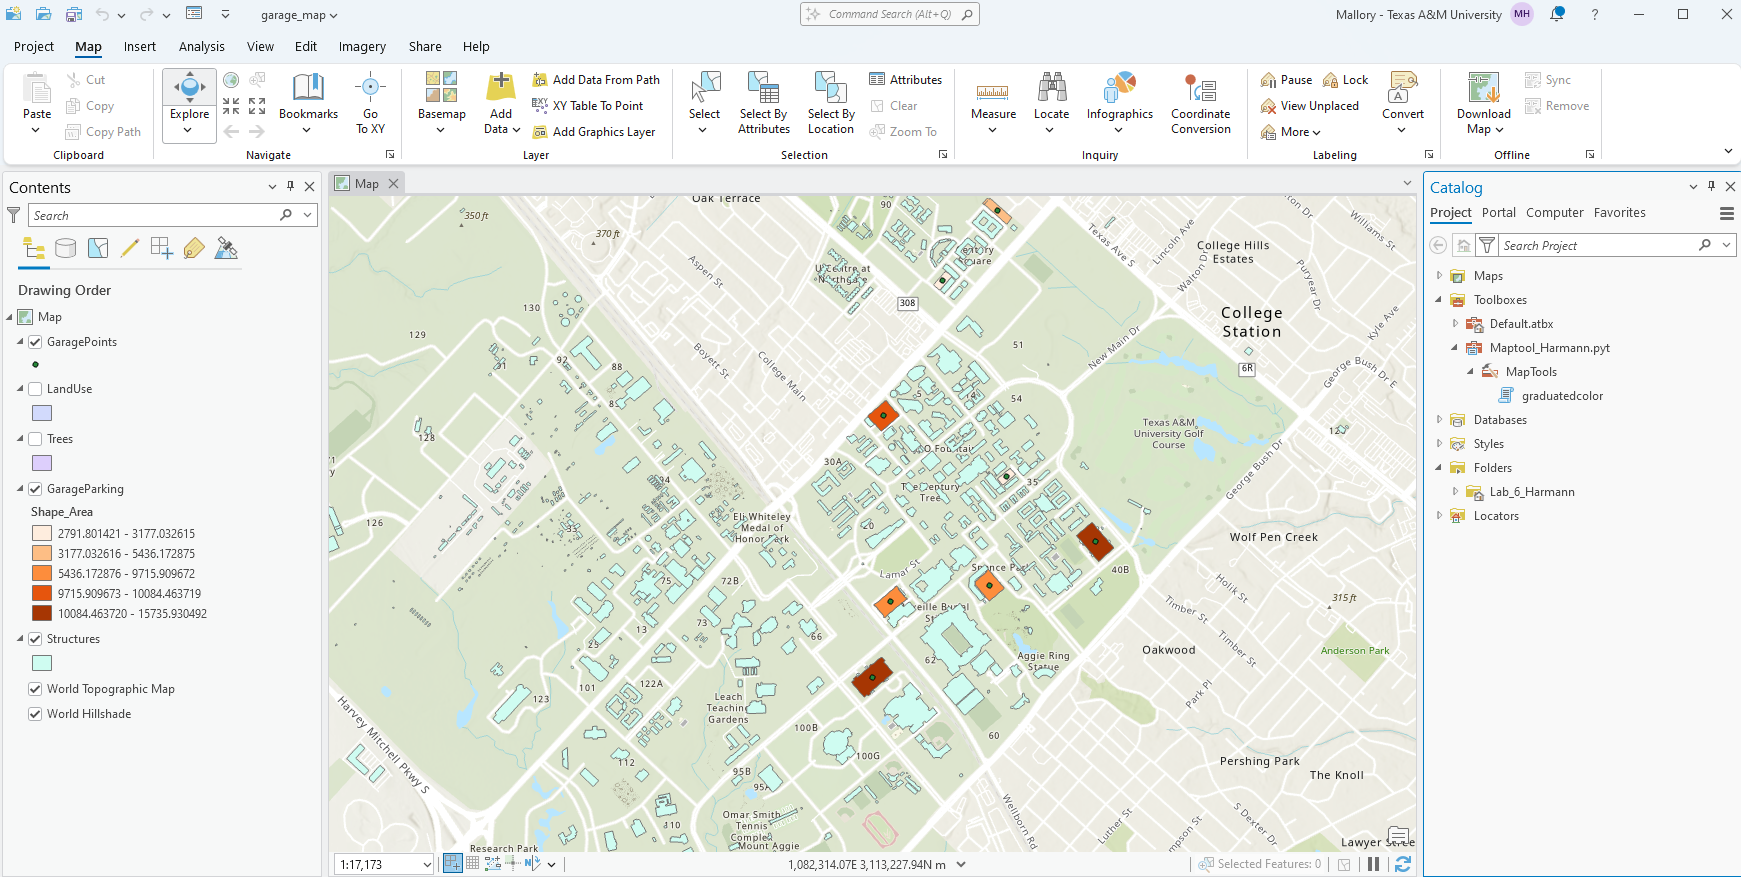 garage_map
Command Search (Alt+Q)
Mallory - Texas A&M University
MH
?
Project
Map
Insert
Analysis
View
Edit
Imagery
Share
Help
Paste
Cut
Copy
Copy Path
Clipboard
Explore
Bookmarks
Go
To XY
Navigate
Basemap
Add
Data
Add Data From Path
XY Table To Point
Add Graphics Layer
Layer
Select
Select By
Attributes
Select By
Location
Attributes
Clear
Zoom To
Selection
Measure
Locate
Infographics
Coordinate
Conversion
Inquiry
Pause
Lock
View Unplaced
More
Convert
Labeling
Download
Map
Sync
Remove
Offline
Contents
Search
Drawing Order
Map
GaragePoints
LandUse
Trees
GarageParking
Shape_Area
2791.801421 - 3177.032615
3177.032616 - 5436.172875
5436.172876 - 9715.909672
9715.909673 - 10084.463719
10084.463720 - 15735.930492
Structures
World Topographic Map
World Hillshade
Map
Oak Terrace
350 ft
370 ft
90
Texas Ave S
Lincoln Ave
Walton Dr
Williams St
College Hills
Estates
Puryear Dr
Kyle Ave
Aspen St
U Centre at
Northgate
308
130
129
College
Station
Boyett St
College Main
51
New Main Dr
6R
George Bush Dr E
92
31
88
54
14
5
128
Texas A&M
University Golf
Course
George Bush Dr
30A
94
The Century
Tree
35
126
Eli Whiteley
Medal of
Honor Park
20
Lamar St
Spence Park
40B
Wolf Pen Creek
Holik St
315 ft
Timber St
Timber St
75
72B
73
13
66
25
62
Aggie Ring
Statue
Oakwood
Anderson Park
101
122A
123
Leach
Teaching
Gardens
Park Pl
Harvey Mitchell Pkwy S
100B
60
100G
112
95B
95A
Pershing Park
The Knoll
Omar Smith
Tennis
Complex
Mount Aggie
110
Wellborn Rd
Luther St
S Dexter Dr
Research Park
1:17,173
1,082,314.07E 3,113,227.94N m
Selected Features: 0
Catalog
Project
Portal
Computer
Favorites
Search Project
Maps
Toolboxes
Default.atbx
Maptool_Harmann.pyt
MapTools
graduatedcolor
Databases
Styles
Folders
Lab_6_Harmann
Locators